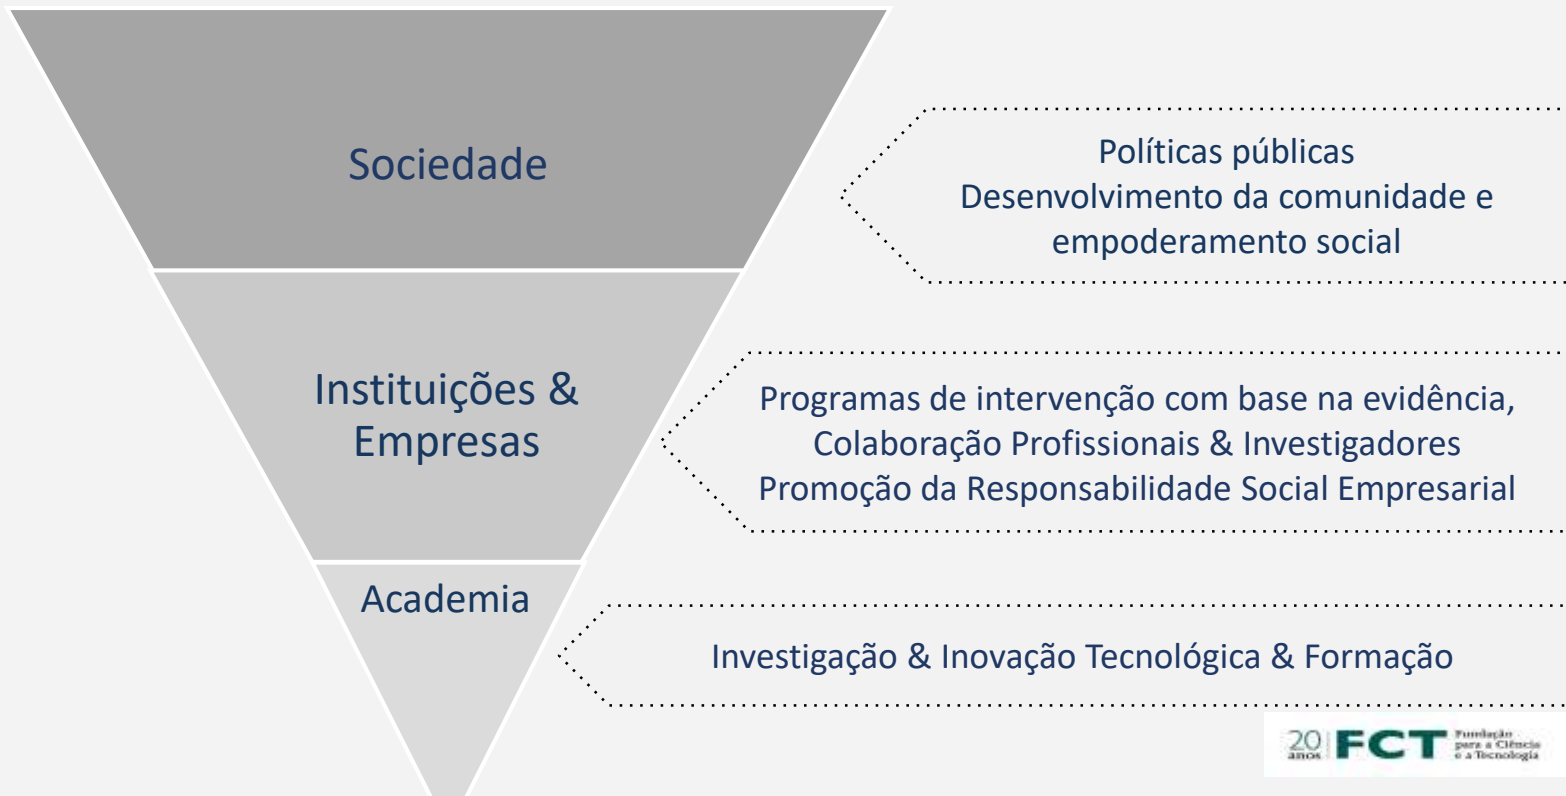 Sociedade
Políticas públicas
Desenvolvimento da comunidade e
empoderamento social
Instituições &
Empresas
Programas de intervenção com base na evidência,
Colaboração Profissionais & Investigadores
Promoção da Responsabilidade Social Empresarial
Academia
Investigação & Inovação Tecnológica & Formação
20
anos
FCT
Fundação
para a Ciência
e a Tecnologia